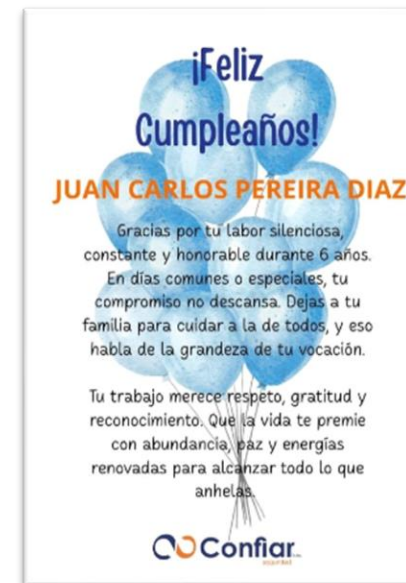 ¡Feliz
Cumpleaños!
JUAN CARLOS PEREIRA DIAZ
Gracias por tu labor silenciosa,
constante y honorable durante 6 años.
En días comunes o especiales, tu
compromiso no descansa. Dejas a tu
familia para cuidar a la de todos, y eso
habla de la grandeza de tu vocación.
Tu trabajo merece respeto, gratitud y
reconocimiento. Que la vida te premie
con abundancia, paz y energías
renovadas para alcanzar todo lo que
anhelas.
Confiar
seguridad